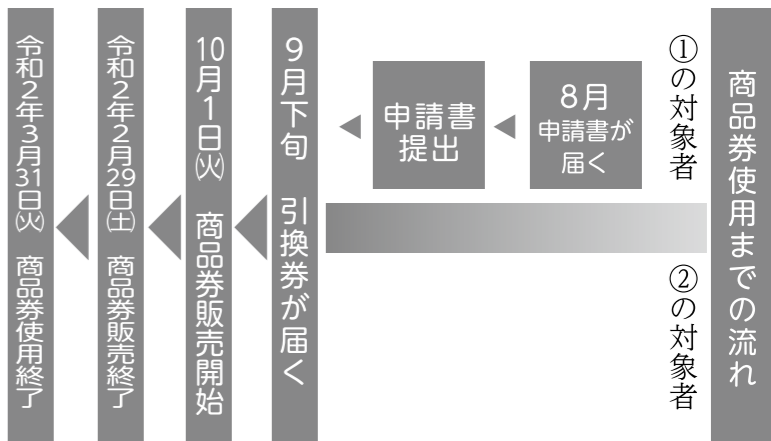 商品券使用までの流れ
①の対象者
②の対象者
8月
申請書が
届く
申請書
提出
9月下旬 引換券が届く
10月1日㈫ 商品券販売開始
令和2年2月29日㈯ 商品券販売終了
令和2年3月31日㈫ 商品券使用終了